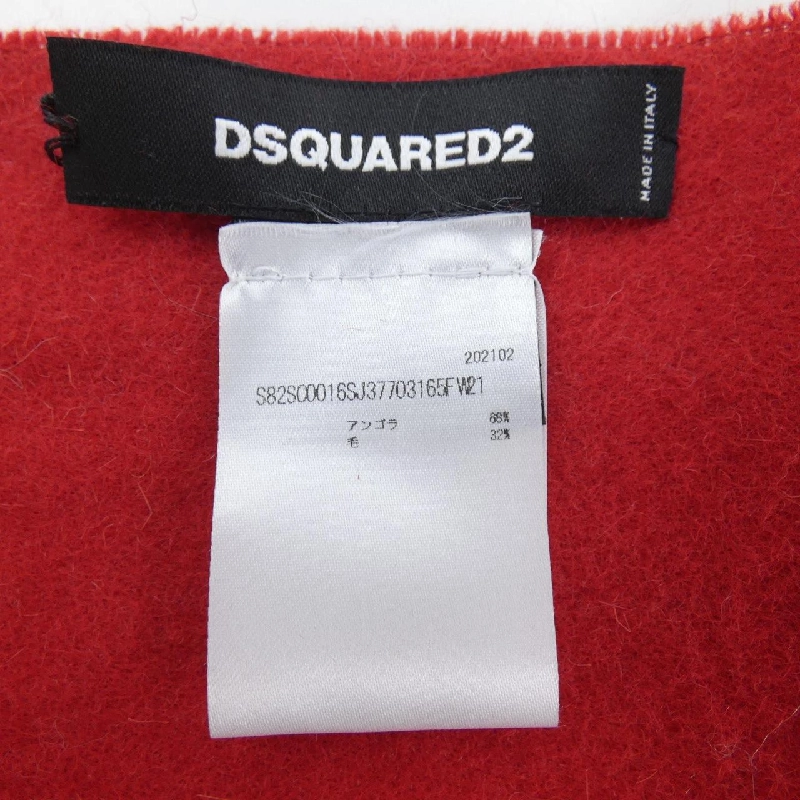 DSQUARED2
MADE IN ITALY
202102
S82SC0016SJ37703165FW21
アンゴラ 68%
毛 32%